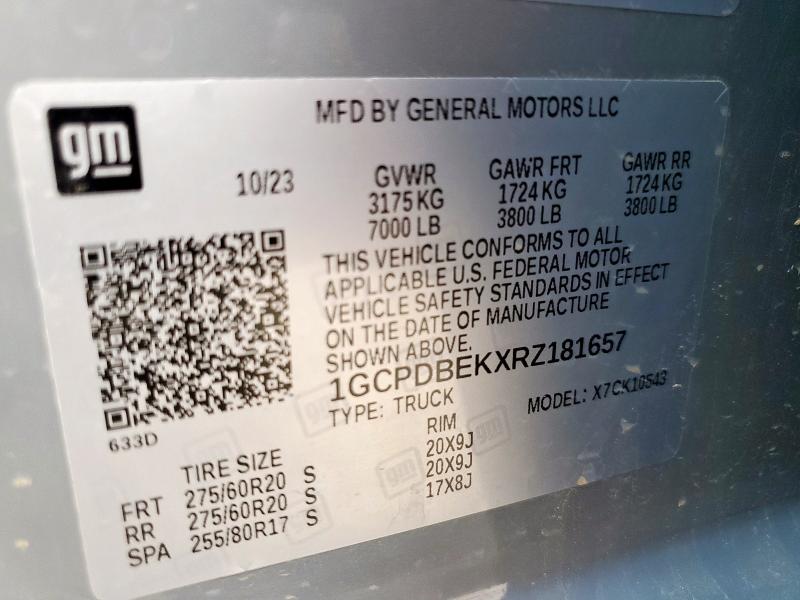 gm
MFD BY GENERAL MOTORS LLC
10/23
GVWR
3175 KG
7000 LB
GAWR FRT
1724 KG
3800 LB
GAWR RR
1724 KG
3800 LB
THIS VEHICLE CONFORMS TO ALL
APPLICABLE U.S. FEDERAL MOTOR
VEHICLE SAFETY STANDARDS IN EFFECT
ON THE DATE OF MANUFACTURE
SHOWN ABOVE.
1GCPDBEKXRZ181657
TYPE: TRUCK
MODEL: X7CK10543
633D
TIRE SIZE
RIM
FRT 275/60R20 S 20X9J
RR 275/60R20 S 20X9J
SPA 255/80R17 S 17X8J
gm
gm